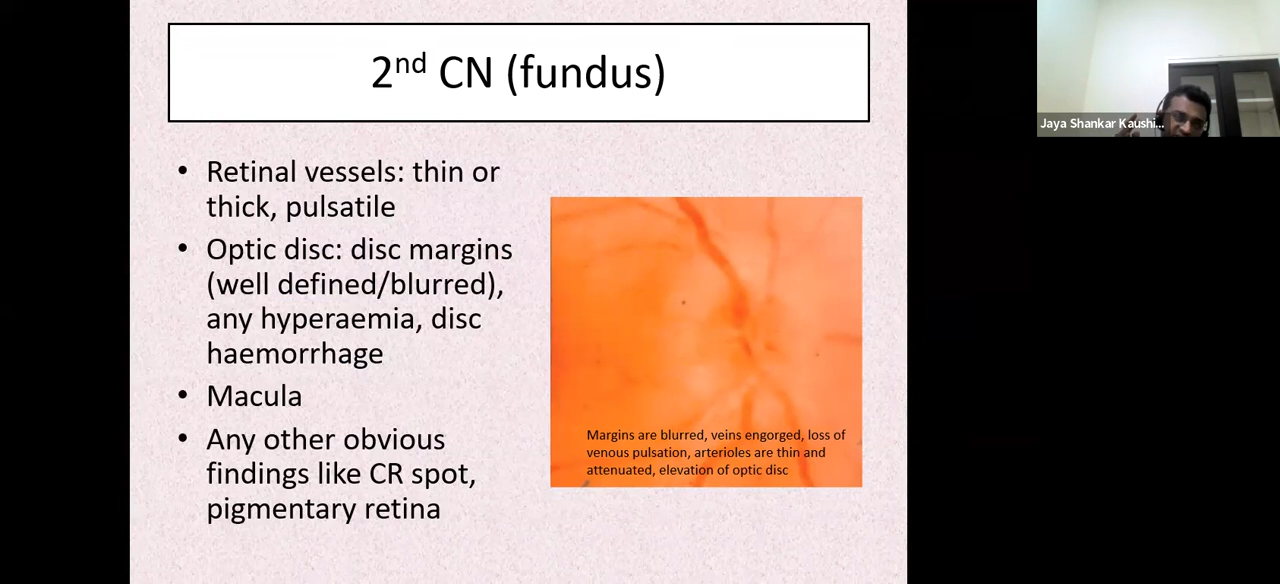 2nd CN (fundus)
• Retinal vessels: thin or
thick, pulsatile
• Optic disc: disc margins
(well defined/blurred),
any hyperaemia, disc
haemorrhage
• Macula
• Any other obvious
findings like CR spot,
pigmentary retina
Margins are blurred, veins engorged, loss of
venous pulsation, arterioles are thin and
attenuated, elevation of optic disc
Jaya Shankar Kaushi...